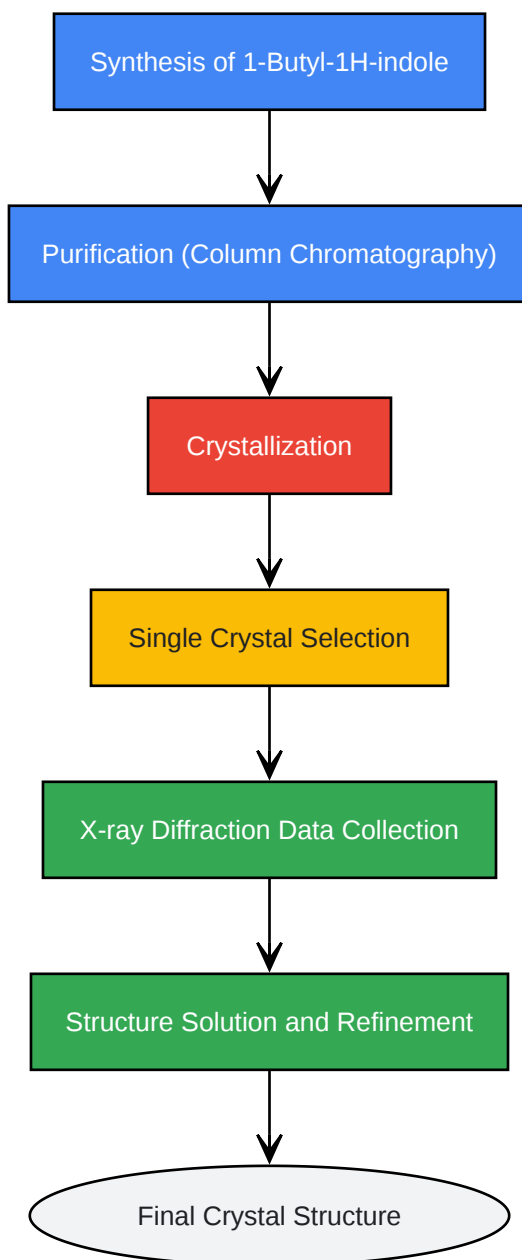 Synthesis of 1-Butyl-1H-indole
Purification (Column Chromatography)
Crystallization
Single Crystal Selection
X-ray Diffraction Data Collection
Structure Solution and Refinement
Final Crystal Structure